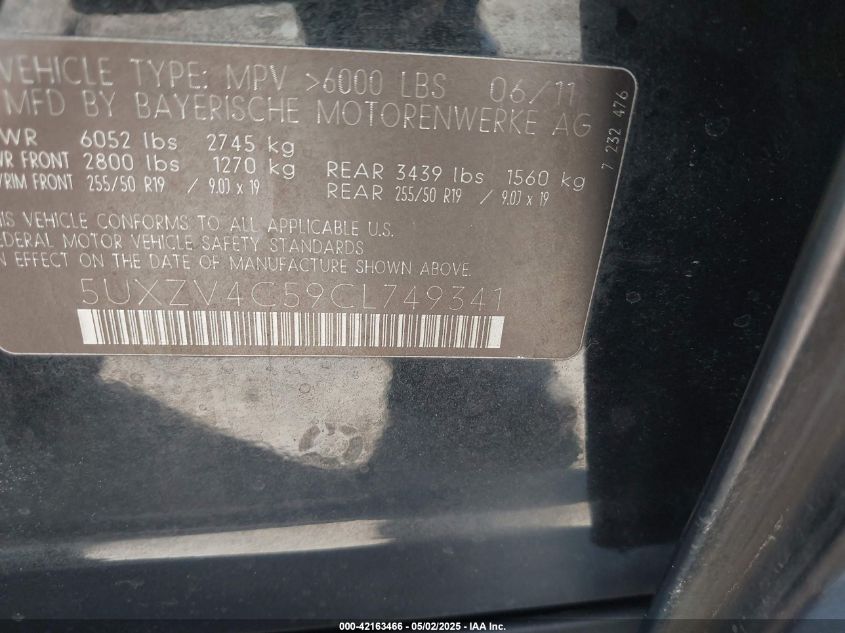 VEHICLE TYPE: MPV >6000 LBS 06/11
MFD BY BAYERISCHE MOTORENWERKE AG
WR 6052 lbs 2745 kg
WR FRONT 2800 lbs 1270 kg REAR 3439 lbs 1560 kg
/RIM FRONT 255/50 R19 / 9.0J x 19 REAR 255/50 R19 / 9.0J x 19
HIS VEHICLE CONFORMS TO ALL APPLICABLE U.S.
EDERAL MOTOR VEHICLE SAFETY STANDARDS
N EFFECT ON THE DATE OF MANUFACTURE SHOWN ABOVE.
5UXZV4C59CL749341
7 232 476
000-42163466 - 05/02/2025 - IAA Inc.